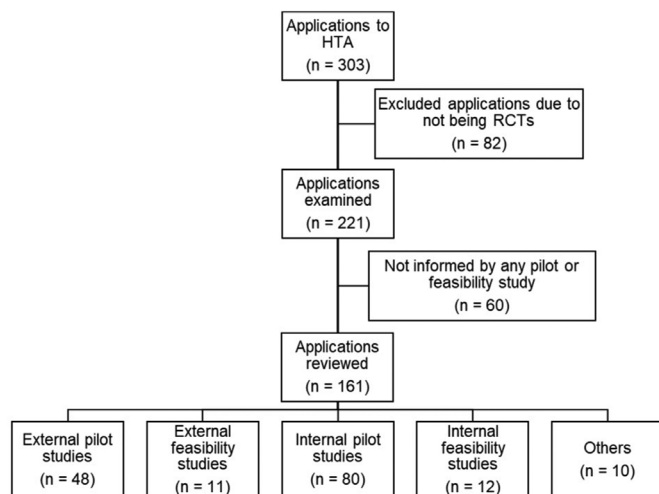 Applications to
HTA
(n = 303)
Excluded applications due to
not being RCTs
(n = 82)
Applications
examined
(n = 221)
Not informed by any pilot or
feasibility study
(n = 60)
Applications
reviewed
(n = 161)
External pilot
studies
(n = 48)
External
feasibility
studies
(n = 11)
Internal pilot
studies
(n = 80)
Internal
feasibility
studies
(n = 12)
Others
(n = 10)